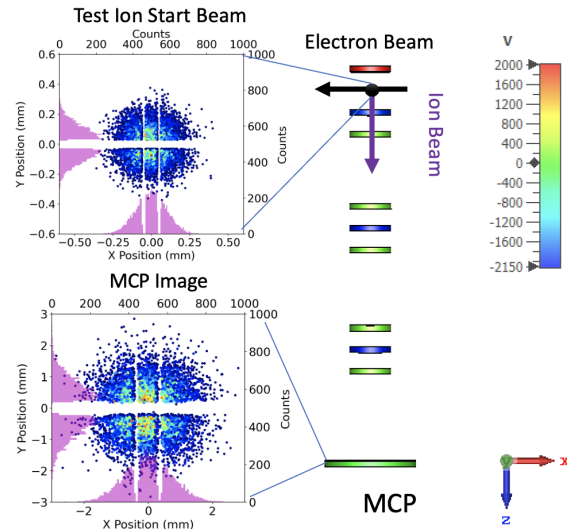 Test Ion Start Beam
Counts
0 200 400 600 800 1000
Y Position (mm)
0.6
0.4
0.2
0.0
-0.2
-0.4
-0.6
1000
800
600
400
200
0
Counts
-0.50 -0.25 0.00 0.25 0.50
X Position (mm)
Electron Beam
Ion Beam
V
2000
1600
1200
800
400
0
-400
-800
-1200
-1600
-2150
MCP Image
0 200 400 600 800 1000
Y Position (mm)
3
2
1
0
-1
-2
-3
1000
800
600
400
200
0
Counts
-2 0 2
X Position (mm)
MCP
Y
X
Z